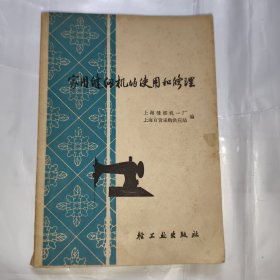 家用缝纫机的使用和修理
上海缝纫机一厂
上海百货采购供应站 编
轻工业出版社